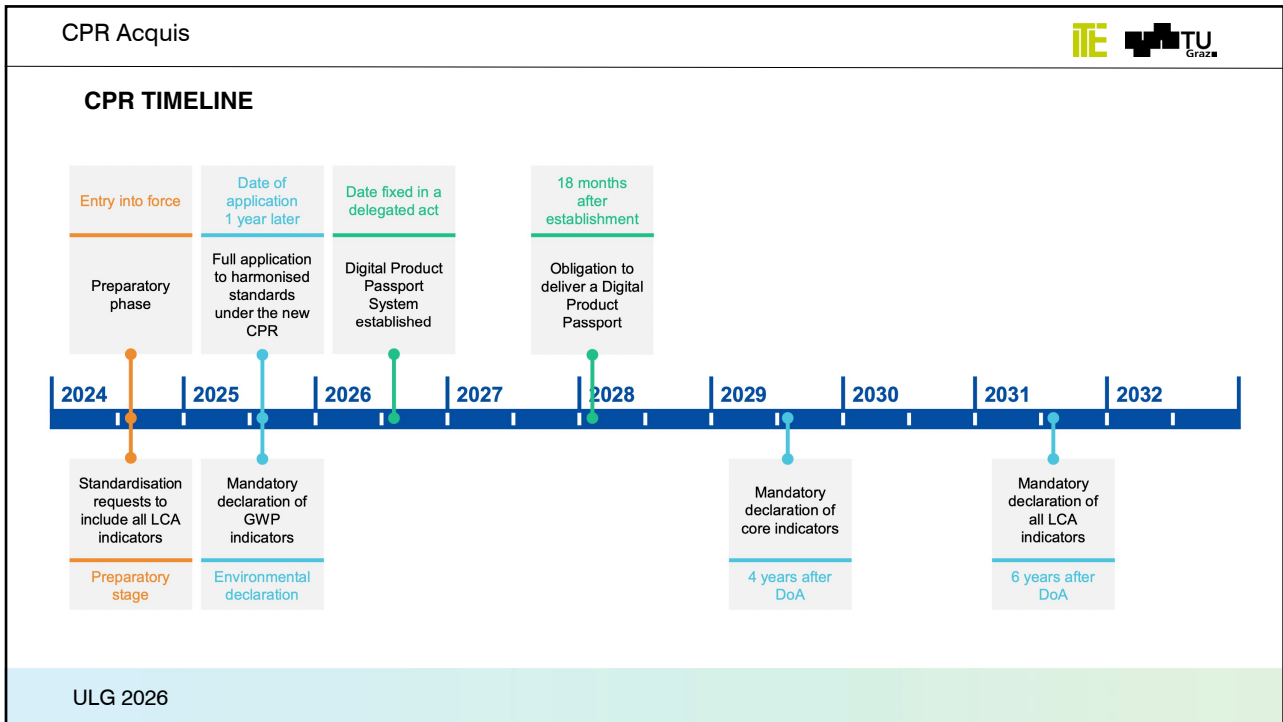 CPR Acquis
iTE
TU
Graz
CPR TIMELINE
Entry into force
Preparatory
phase
Date of
application
1 year later
Full application
to harmonised
standards
under the new
CPR
Date fixed in a
delegated act
Digital Product
Passport
System
established
18 months
after
establishment
Obligation to
deliver a Digital
Product
Passport
2024
2025
2026
2027
2028
2029
2030
2031
2032
Standardisation
requests to
include all LCA
indicators
Preparatory
stage
Mandatory
declaration of
GWP
indicators
Environmental
declaration
Mandatory
declaration of
core indicators
4 years after
DoA
Mandatory
declaration of
all LCA
indicators
6 years after
DoA
ULG 2026